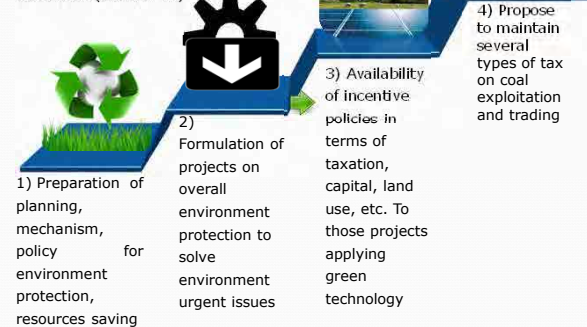 1) Preparation of
planning,
mechanism,
policy for
environment
protection,
resources saving
2)
Formulation of
projects on
overall
environment
protection to
solve
environment
urgent issues
3) Availability
of incentive
policies in
terms of
taxation,
capital, land
use, etc. To
those projects
applying
green
technology
4) Propose
to maintain
several
types of tax
on coal
exploitation
and trading